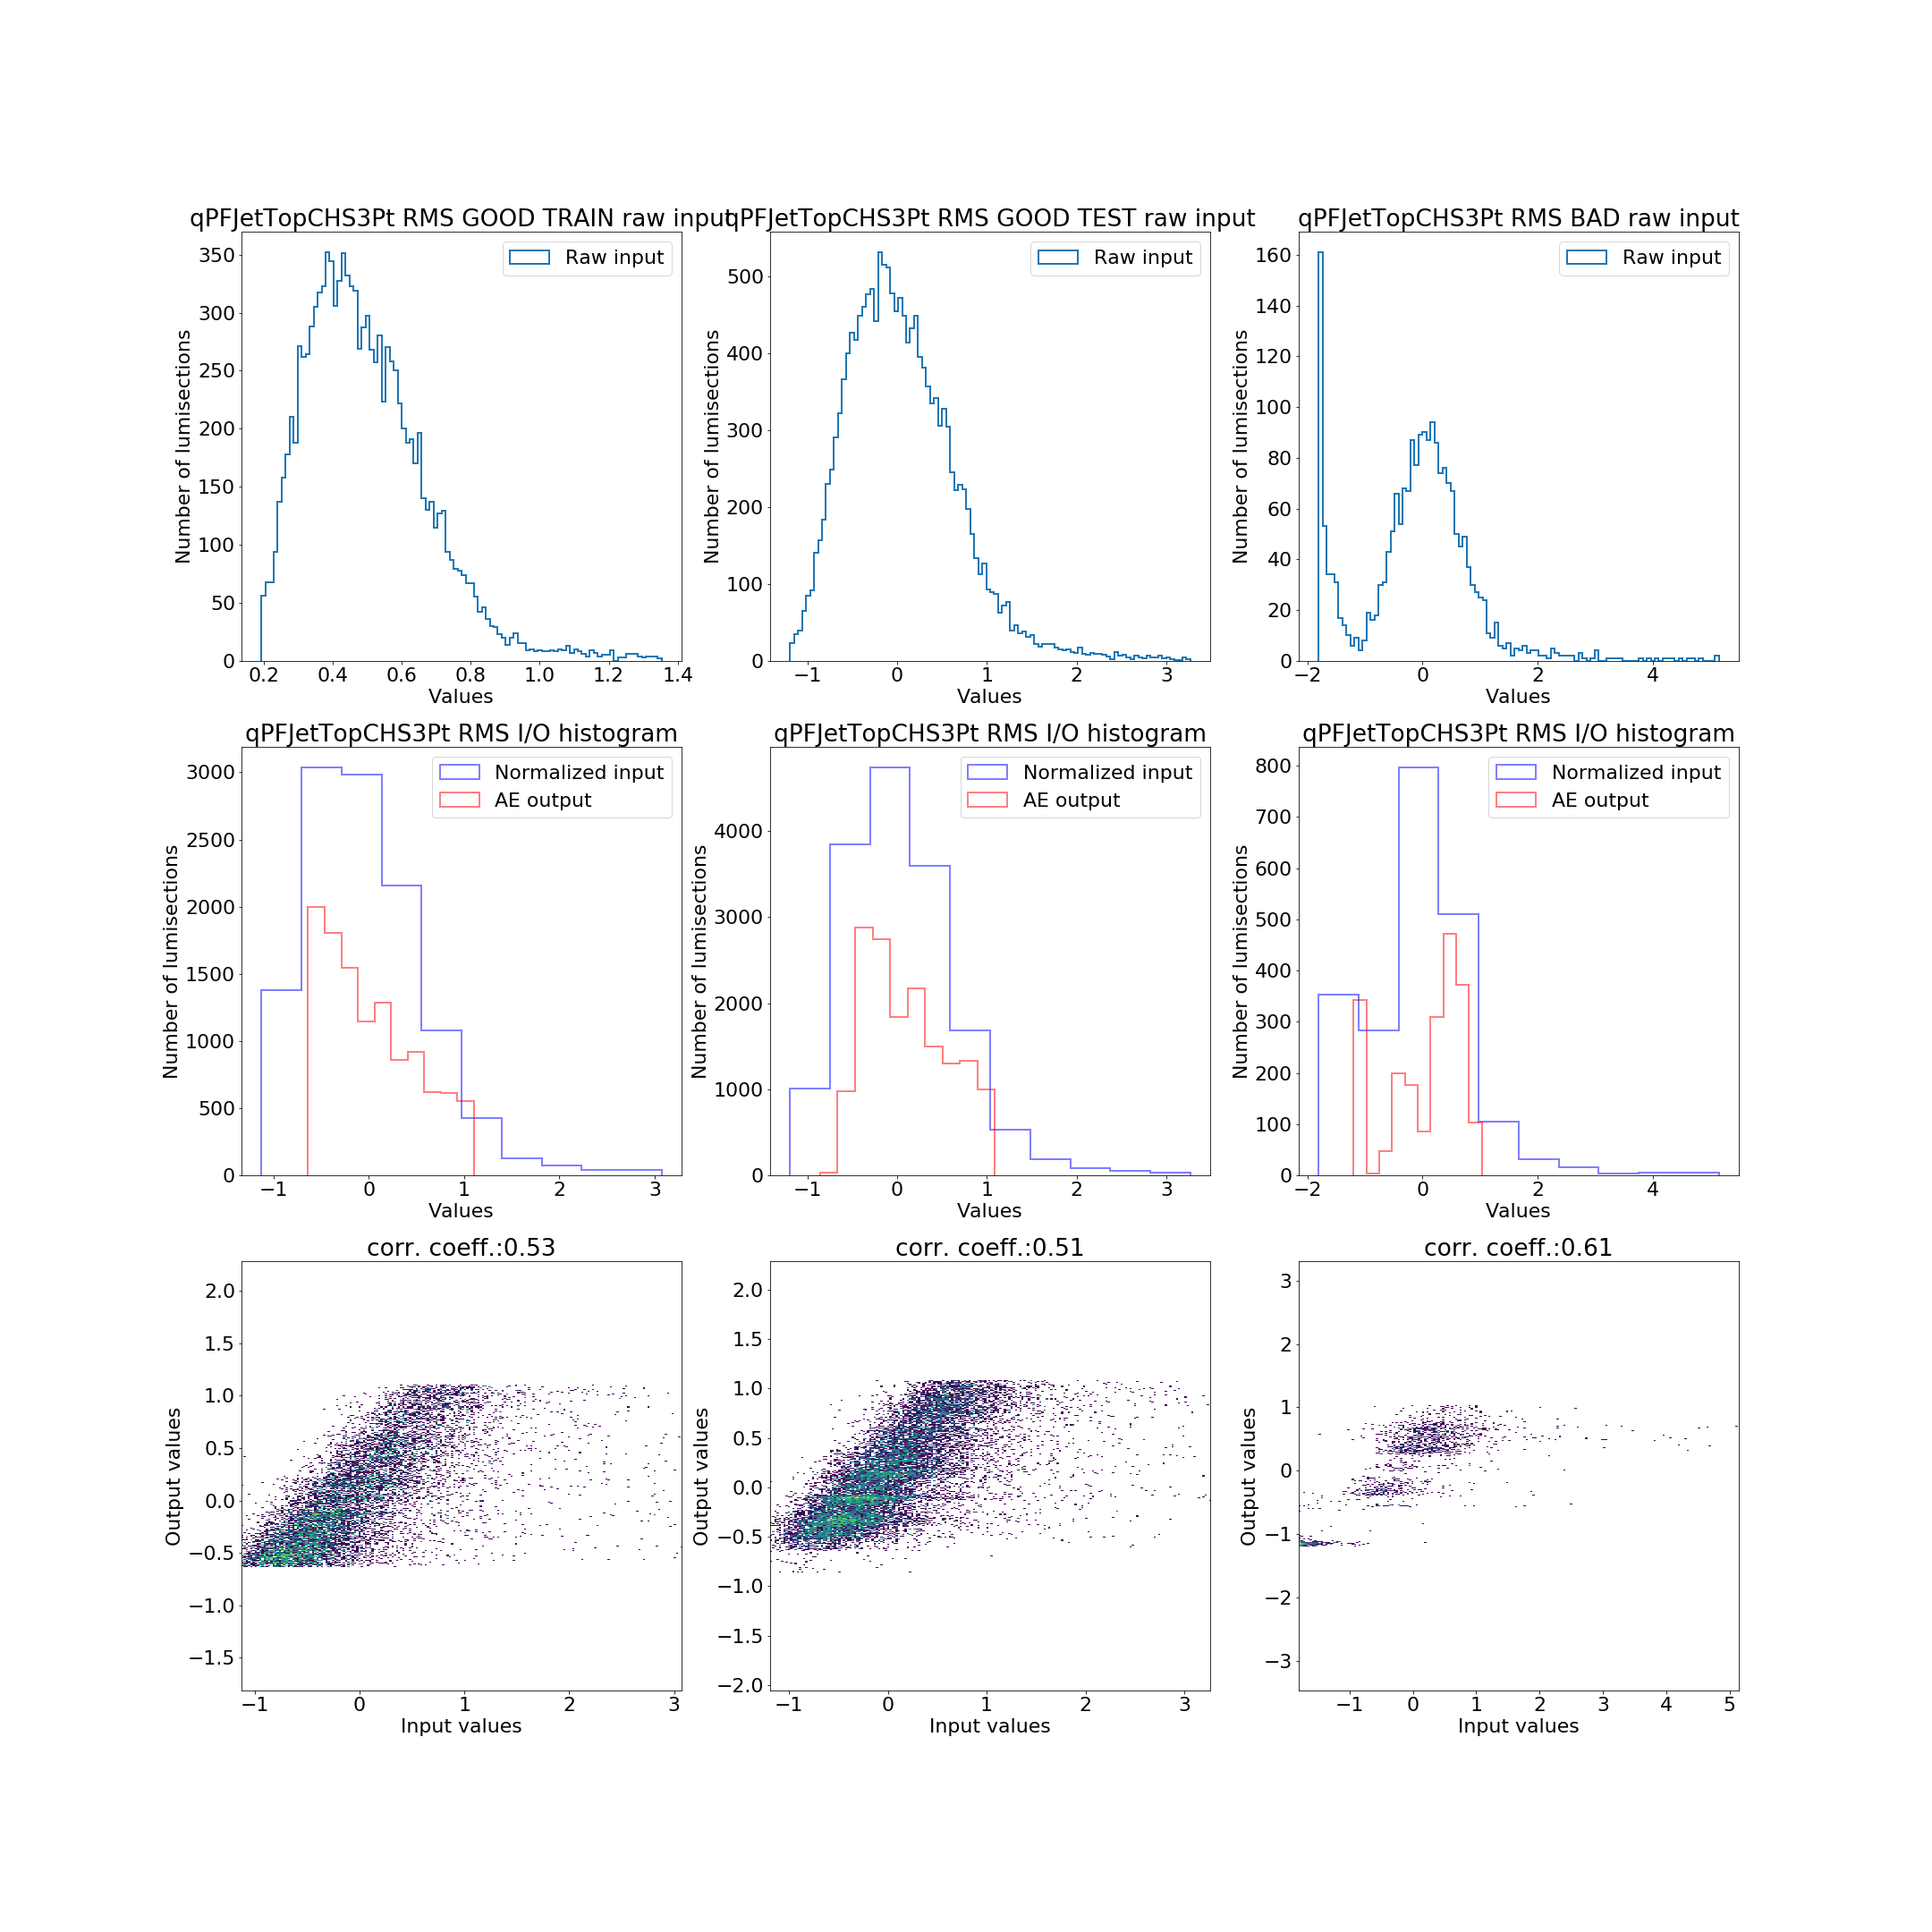 qPFJetTopCHS3Pt RMS GOOD TRAIN raw input
Raw input
350
300
250
200
150
100
50
0
Number of lumisections
0.2 0.4 0.6 0.8 1.0 1.2 1.4
Values
qPFJetTopCHS3Pt RMS GOOD TEST raw input
Raw input
500
400
300
200
100
0
Number of lumisections
−1 0 1 2 3
Values
qPFJetTopCHS3Pt RMS BAD raw input
Raw input
160
140
120
100
80
60
40
20
0
Number of lumisections
−2 0 2 4
Values
qPFJetTopCHS3Pt RMS I/O histogram
Normalized input
AE output
3000
2500
2000
1500
1000
500
0
Number of lumisections
−1 0 1 2 3
Values
qPFJetTopCHS3Pt RMS I/O histogram
Normalized input
AE output
4000
3000
2000
1000
0
Number of lumisections
−1 0 1 2 3
Values
qPFJetTopCHS3Pt RMS I/O histogram
Normalized input
AE output
800
700
600
500
400
300
200
100
0
Number of lumisections
−2 0 2 4
Values
corr. coeff.:0.53
2.0
1.5
1.0
0.5
0.0
−0.5
−1.0
−1.5
Output values
−1 0 1 2 3
Input values
corr. coeff.:0.51
2.0
1.5
1.0
0.5
0.0
−0.5
−1.0
−1.5
−2.0
Output values
−1 0 1 2 3
Input values
corr. coeff.:0.61
3
2
1
0
−1
−2
−3
Output values
−1 0 1 2 3 4 5
Input values